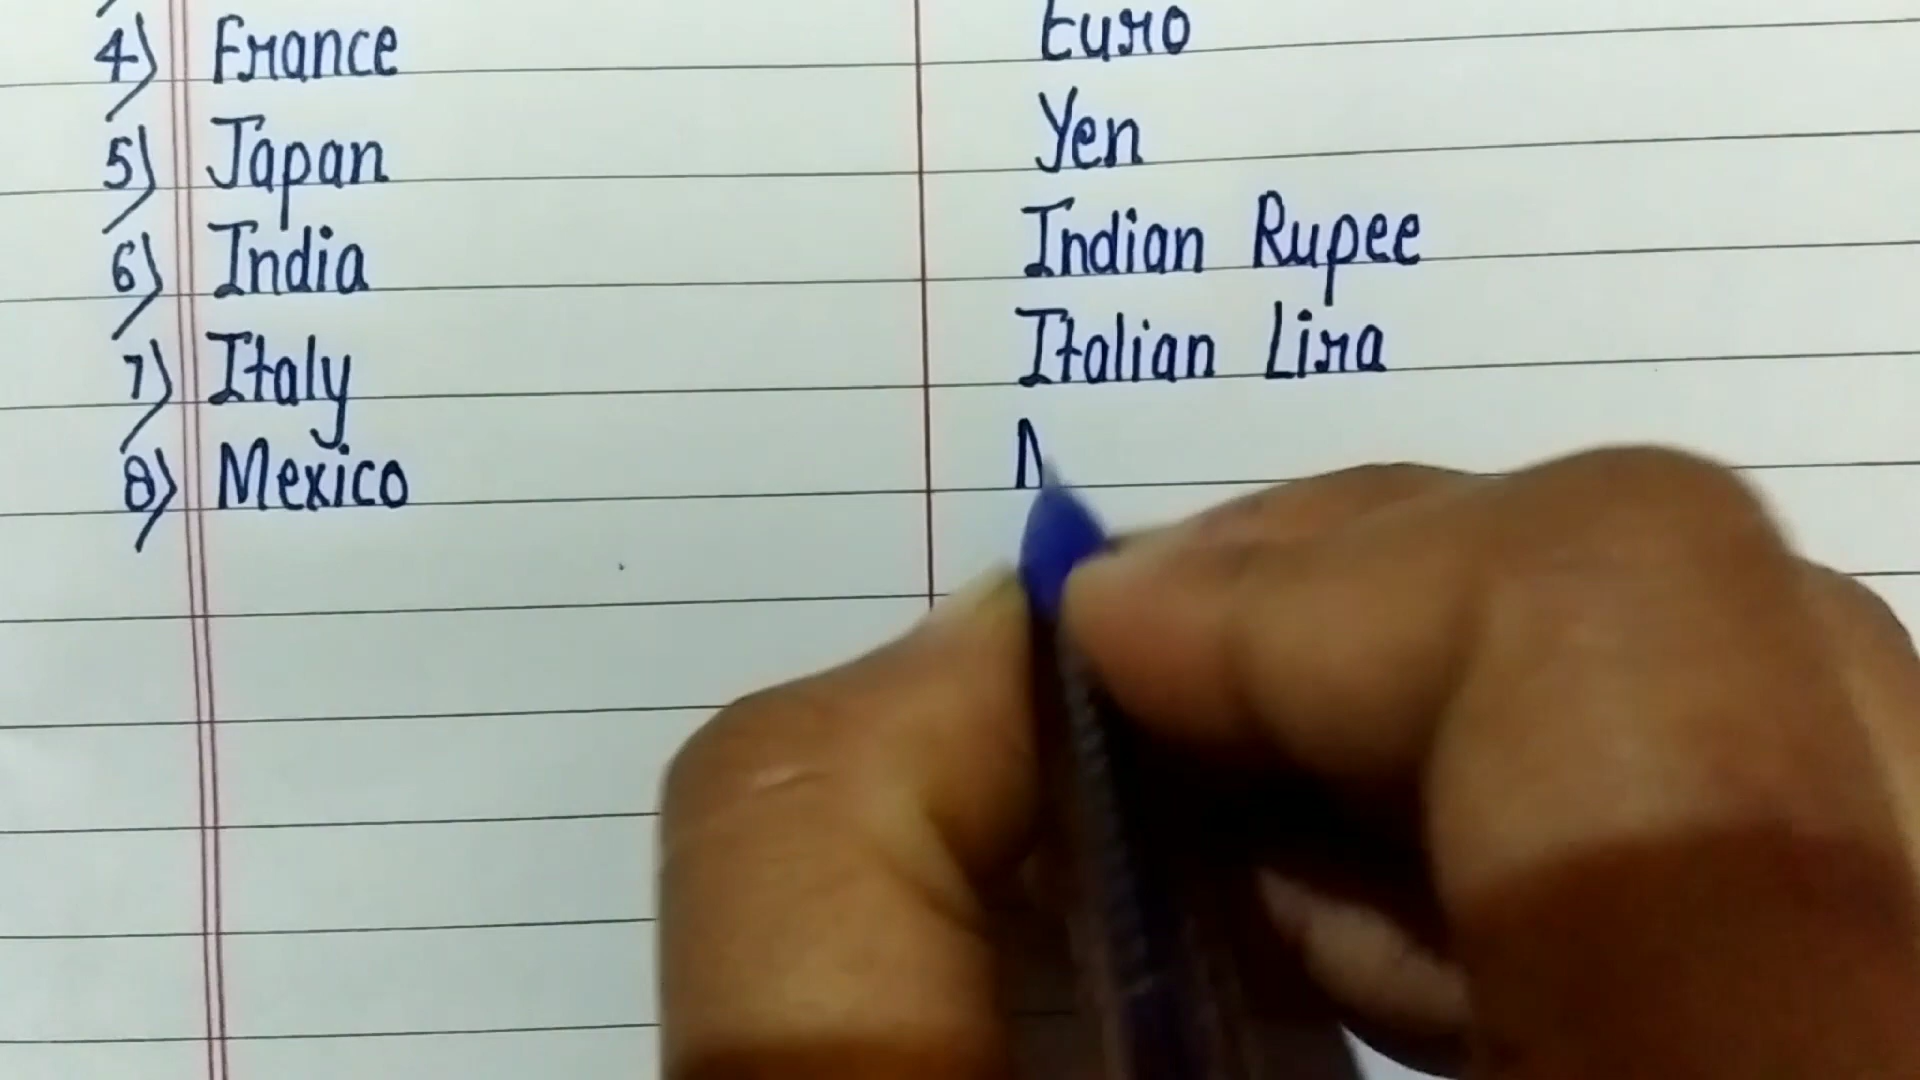 4) France Euro
5) Japan Yen
6) India Indian Rupee
7) Italy Italian Lira
8) Mexico